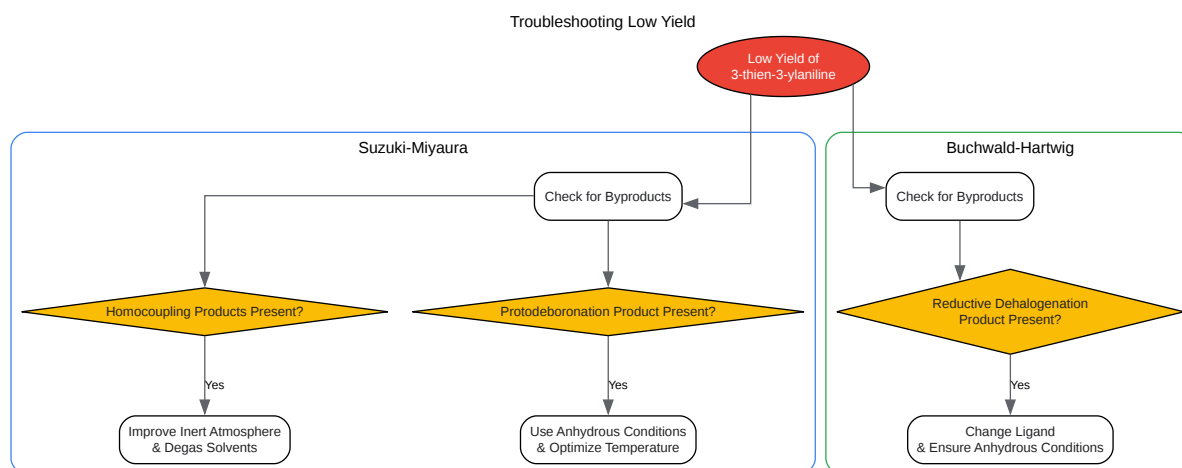 Troubleshooting Low Yield
Low Yield of
3-thien-3-ylaniline
Suzuki-Miyaura
Buchwald-Hartwig
Check for Byproducts
Check for Byproducts
Homocoupling Products Present?
Protodeboronation Product Present?
Reductive Dehalogenation
Product Present?
Yes
Yes
Yes
Improve Inert Atmosphere
& Degas Solvents
Use Anhydrous Conditions
& Optimize Temperature
Change Ligand
& Ensure Anhydrous Conditions